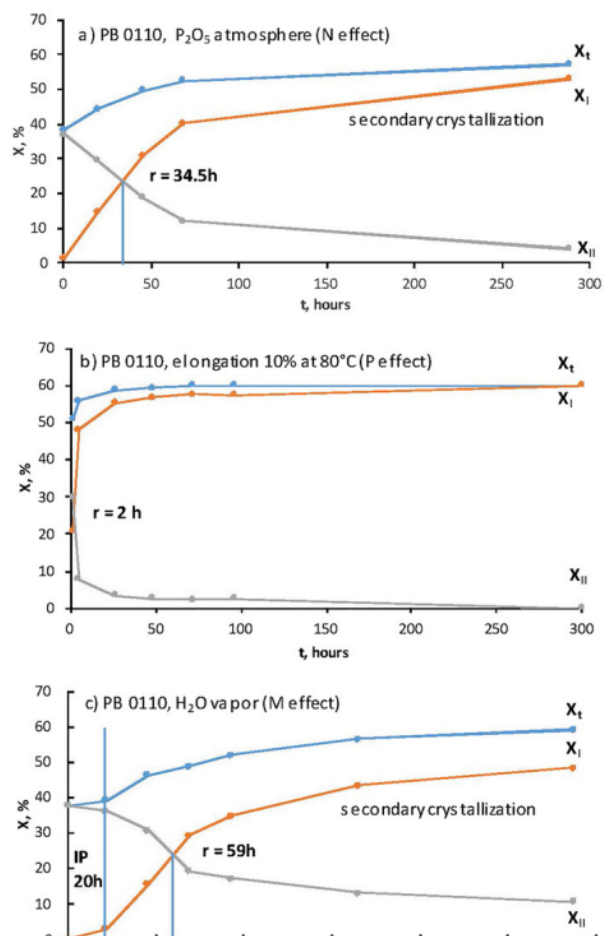 a) PB 0110, P₂O₅ atmosphere (N effect)
70
60
50
40
30
20
10
0
X, %
Xt
XI
secondary crystallization
r = 34.5h
XII
0 50 100 150 200 250 300
t, hours
b) PB 0110, elongation 10% at 80°C (P effect)
70
60
50
40
30
20
10
0
X, %
Xt
XI
r = 2 h
XII
0 50 100 150 200 250 300
t, hours
c) PB 0110, H₂O vapor (M effect)
70
60
50
40
30
20
10
0
X, %
Xt
XI
secondary crystallization
IP
20h
r = 59h
XII